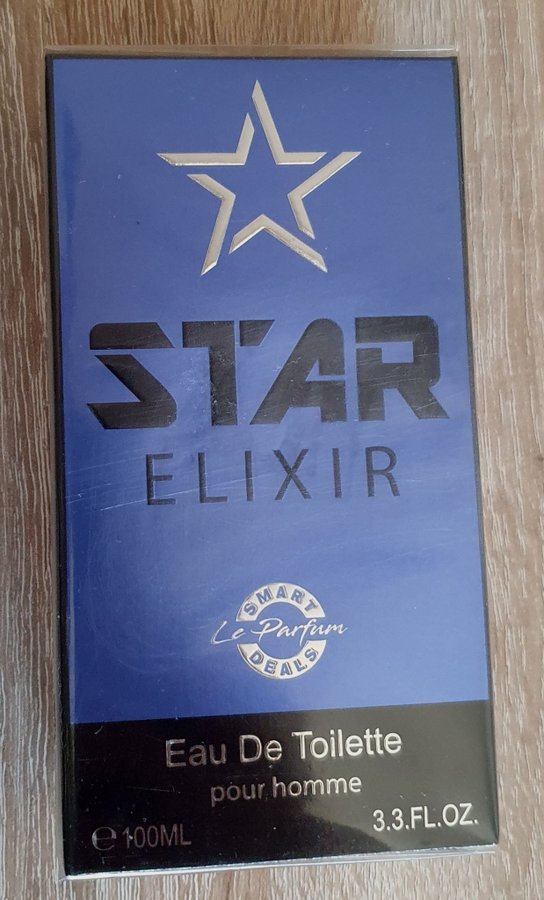 STAR
ELIXIR
SMART
Le Parfum
DEALS
Eau De Toilette
pour homme
3.3.FL.OZ.
℮100ML